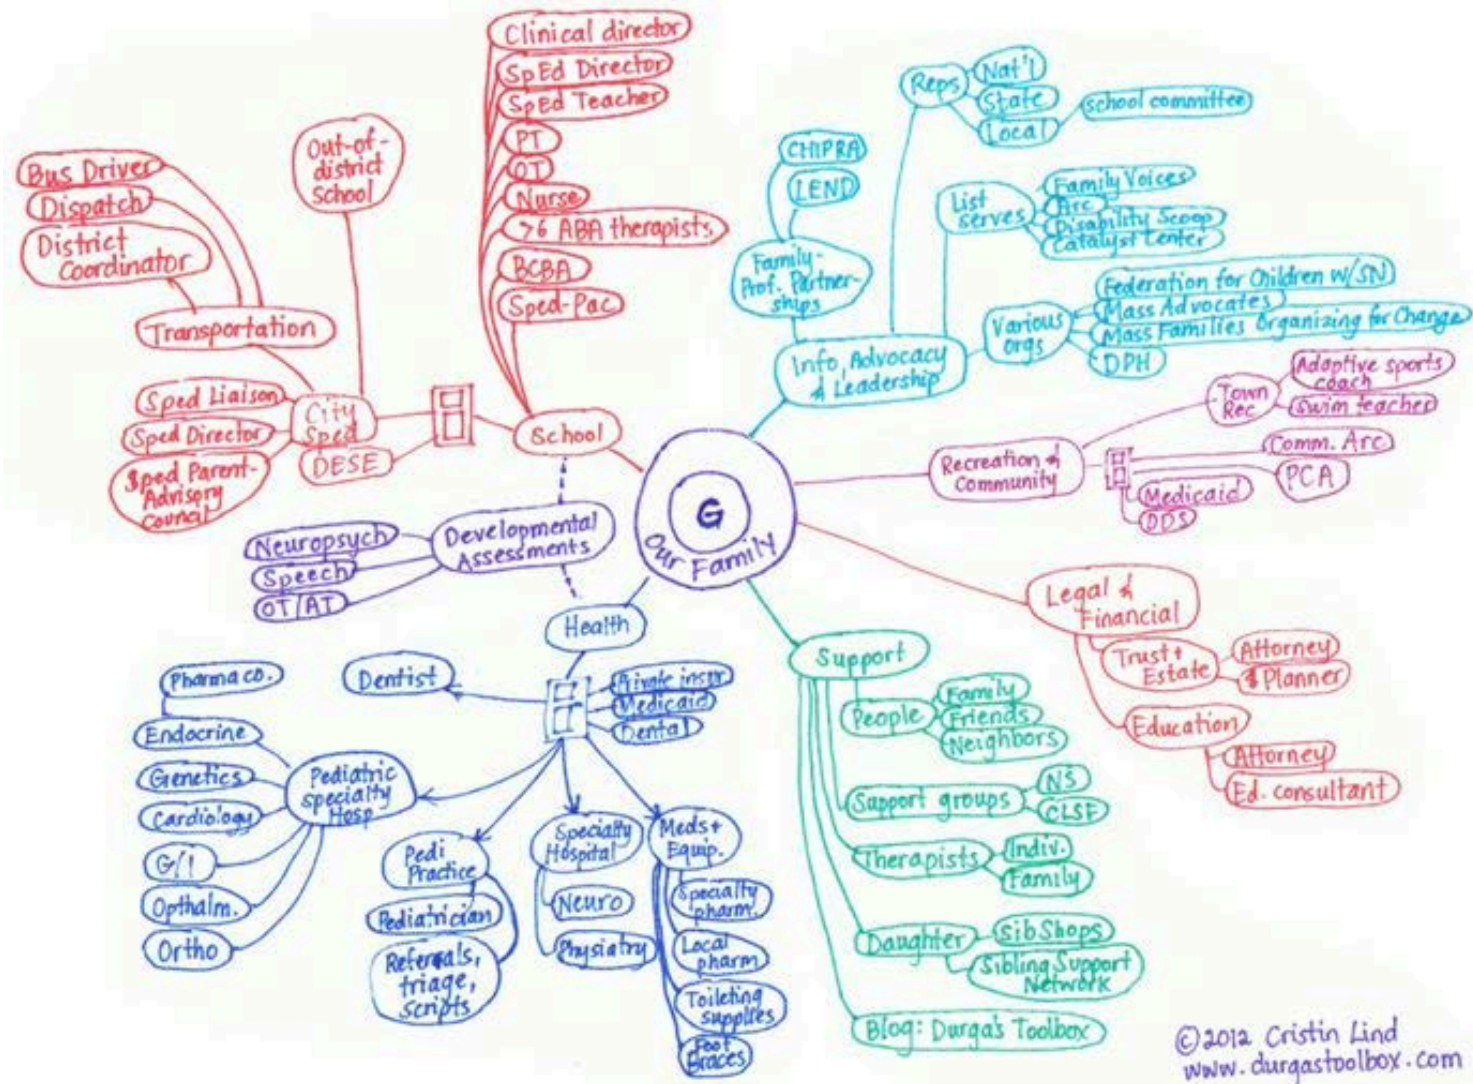 Clinical director
SpEd Director
SpEd Teacher
PT
OT
Nurse
>6 ABA therapists
BCBA
Sped-Pac
School
Out-of-
district
School
Bus Driver
Dispatch
District
Coordinator
Transportation
Sped Liaison
Sped Director
Sped Parent-
Advisory
Council
City
Sped
DESE
Reps
Nat'l
State
Local
school committee
CHIPRA
LEND
Family-
Prof. Partner-
ships
List
serves
Family Voices
Arc
Disability Scoop
Catalyst Center
Various
orgs
Federation for Children w/SN
Mass Advocates
Mass Families Organizing for Change
DPH
Info, Advocacy
& Leadership
Town
Rec
Adaptive sports
coach
Swim teacher
Recreation &
Community
Comm. Arc
PCA
Medicaid
DDS
G
Our Family
Neuropsych
Speech
OT/AT
Developmental
Assessments
Health
Legal &
Financial
Trust +
Estate
Attorney
$ Planner
Education
Attorney
Ed. consultant
Support
People
Family
Friends
Neighbors
Support groups
NS
CLSF
Therapists
Indiv.
Family
Daughter
SibShops
Sibling Support
Network
Blog: Durga's Toolbox
Dentist
Private insur
Medicaid
Dental
Pharma co.
Endocrine
Genetics
Cardiology
G/I
Opthalm.
Ortho
Pediatric
specialty
Hosp
Pedi
Practice
Pediatrician
Referrals,
triage,
scripts
Specialty
Hospital
Neuro
Physiatry
Meds +
Equip.
Specialty
pharm.
Local
pharm
Toileting
supplies
Foot
Braces
©2012 Cristin Lind
www.durgastoolbox.com